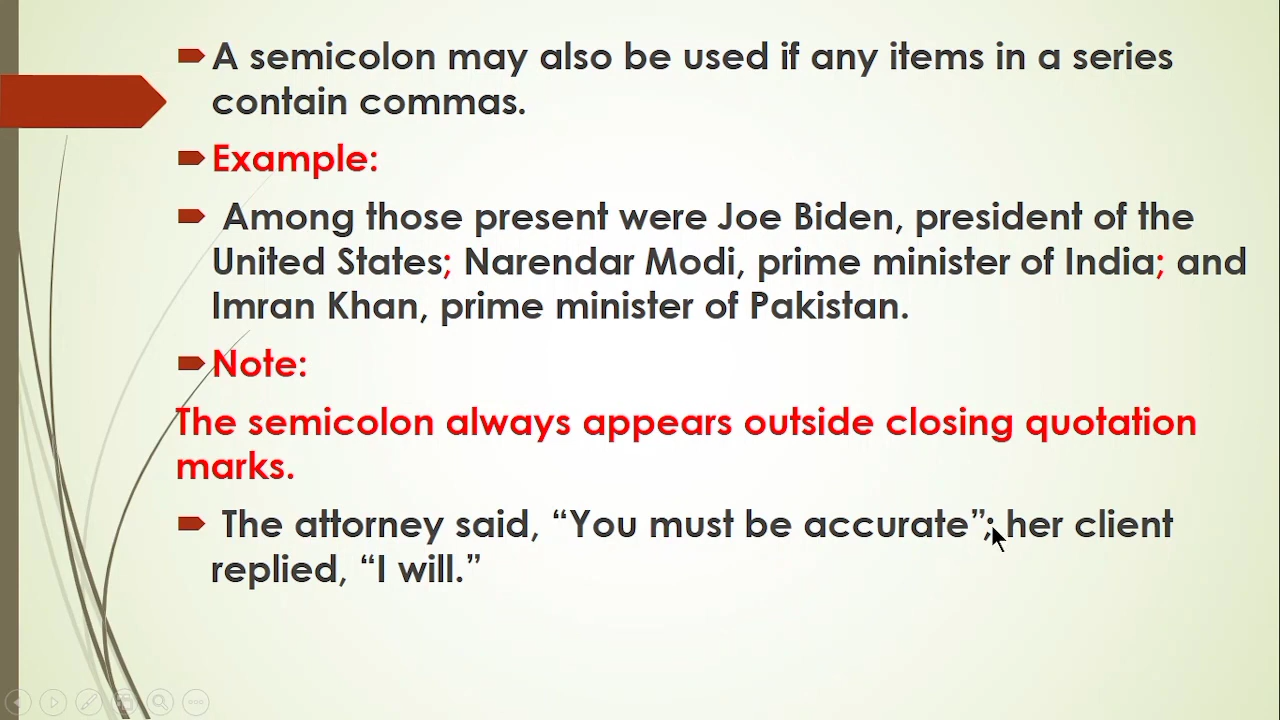 A semicolon may also be used if any items in a series
contain commas.
Example:
Among those present were Joe Biden, president of the
United States; Narendar Modi, prime minister of India; and
Imran Khan, prime minister of Pakistan.
Note:
The semicolon always appears outside closing quotation
marks.
The attorney said, “You must be accurate”; her client
replied, “I will.”